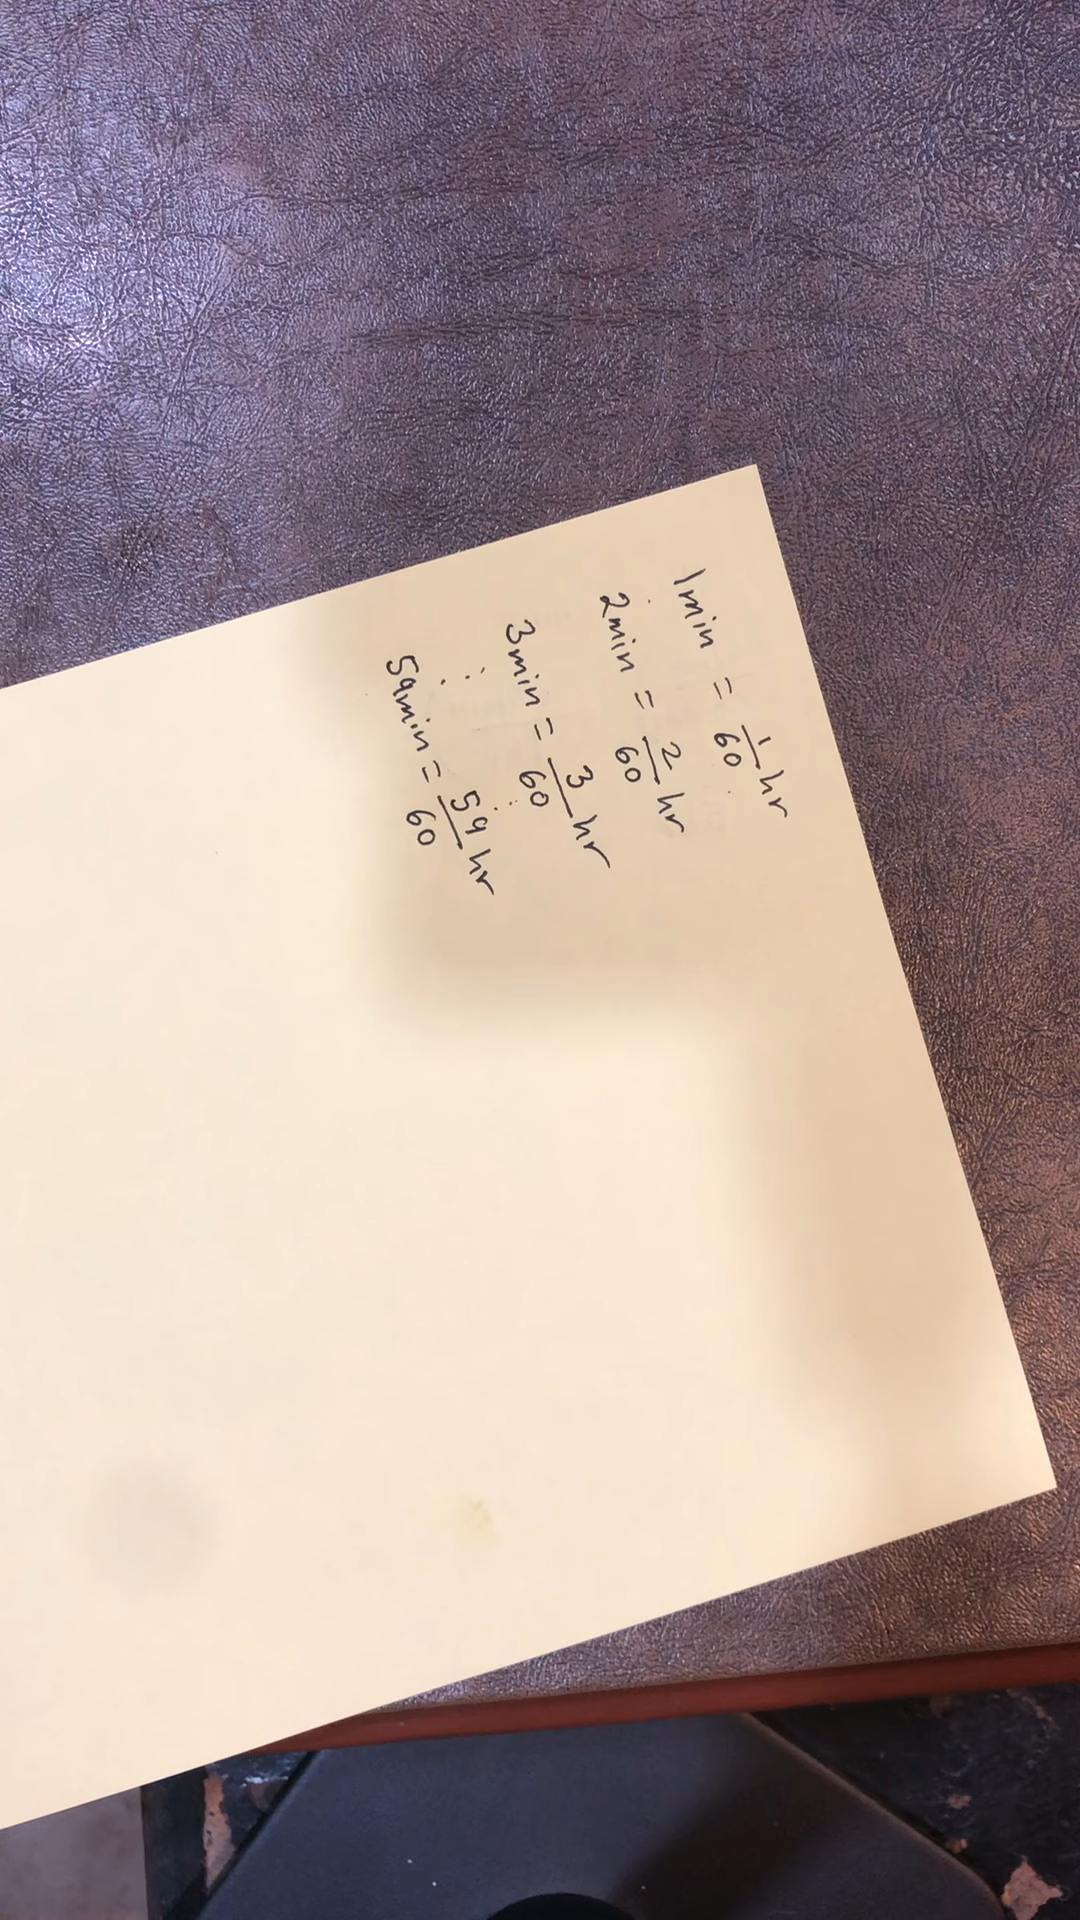 1min = 1/60 hr
2min = 2/60 hr
3min = 3/60 hr
⋮ ⋮
59min = 59/60 hr